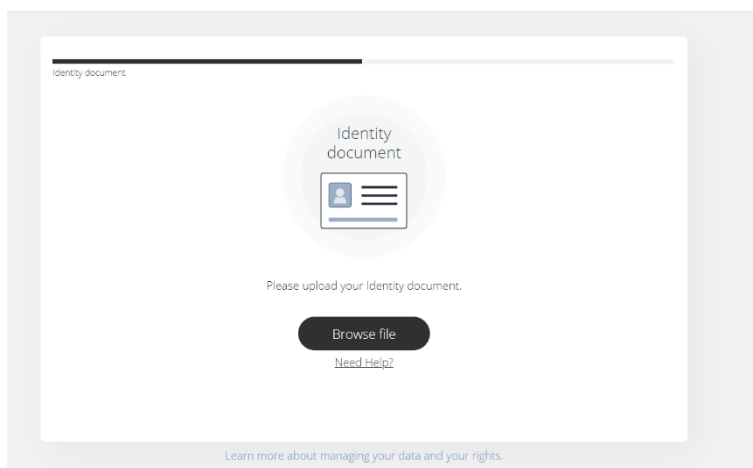 Identity document
Identity
document
Please upload your Identity document.
Browse file
Need Help?
Learn more about managing your data and your rights.